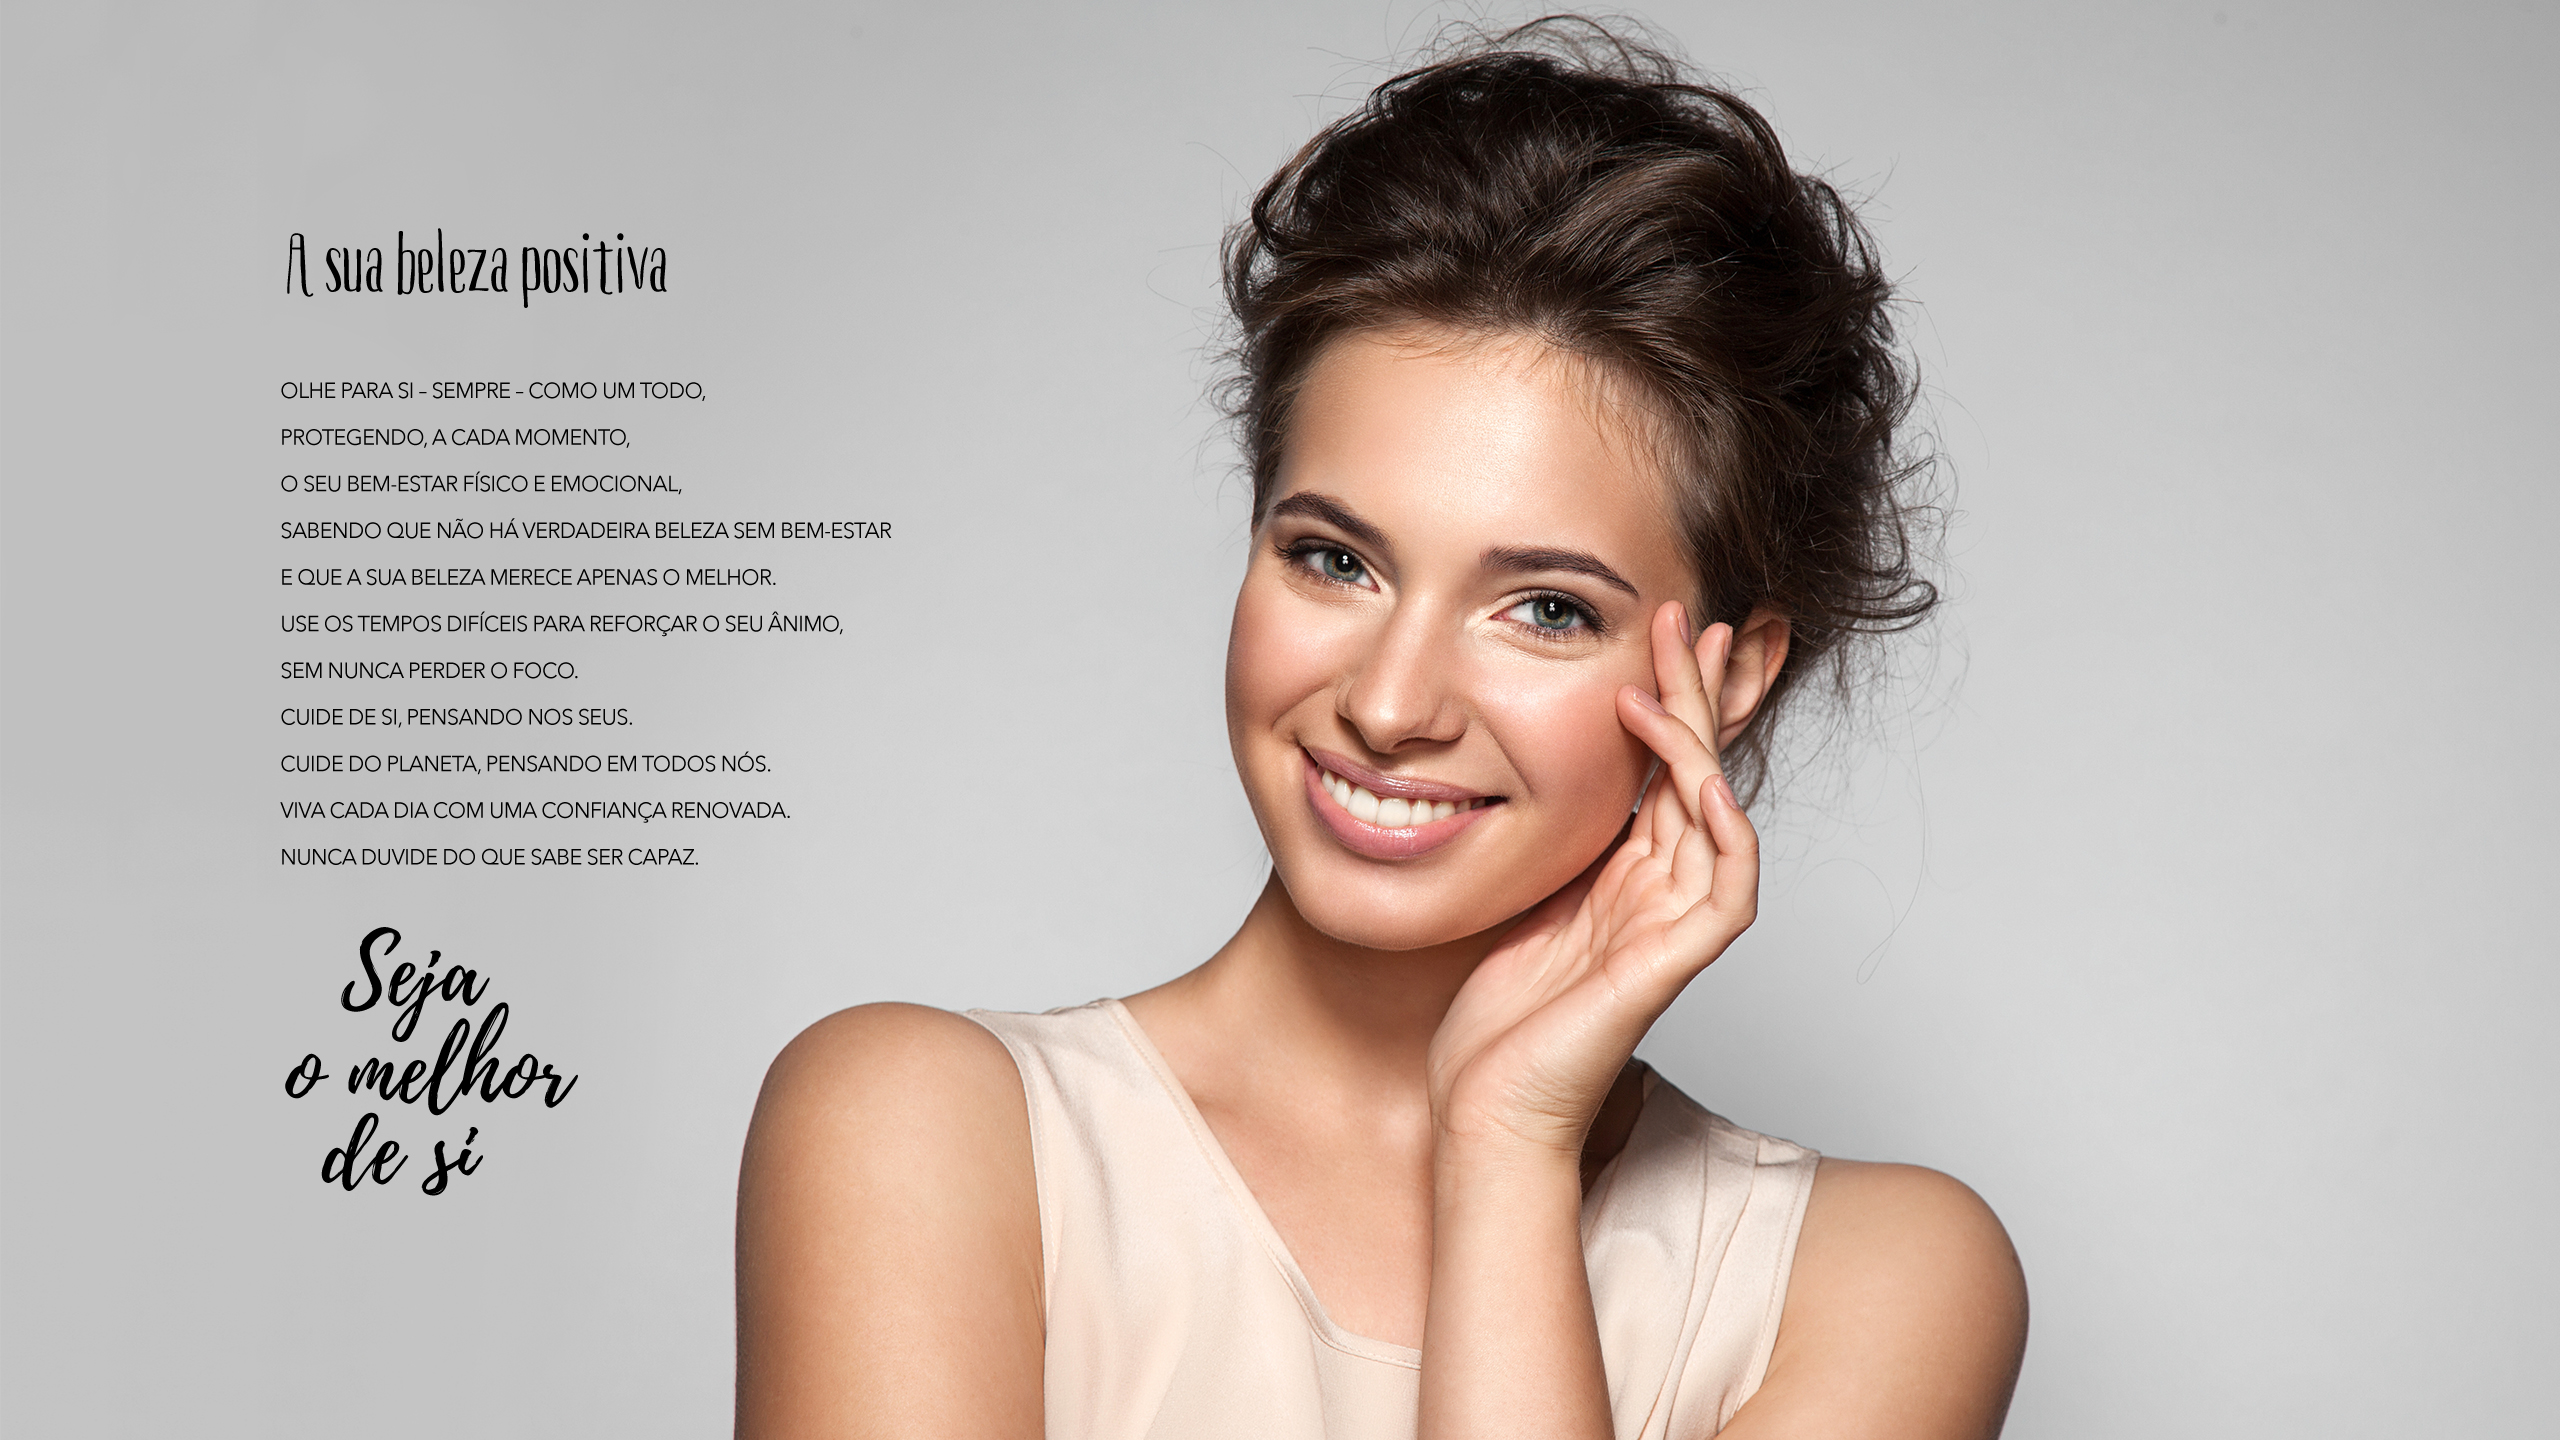 A sua beleza positiva
OLHE PARA SI – SEMPRE – COMO UM TODO,
PROTEGENDO, A CADA MOMENTO,
O SEU BEM-ESTAR FÍSICO E EMOCIONAL,
SABENDO QUE NÃO HÁ VERDADEIRA BELEZA SEM BEM-ESTAR
E QUE A SUA BELEZA MERECE APENAS O MELHOR.
USE OS TEMPOS DIFÍCEIS PARA REFORÇAR O SEU ÂNIMO,
SEM NUNCA PERDER O FOCO.
CUIDE DE SI, PENSANDO NOS SEUS.
CUIDE DO PLANETA, PENSANDO EM TODOS NÓS.
VIVA CADA DIA COM UMA CONFIANÇA RENOVADA.
NUNCA DUVIDE DO QUE SABE SER CAPAZ.
Seja
o melhor
de si